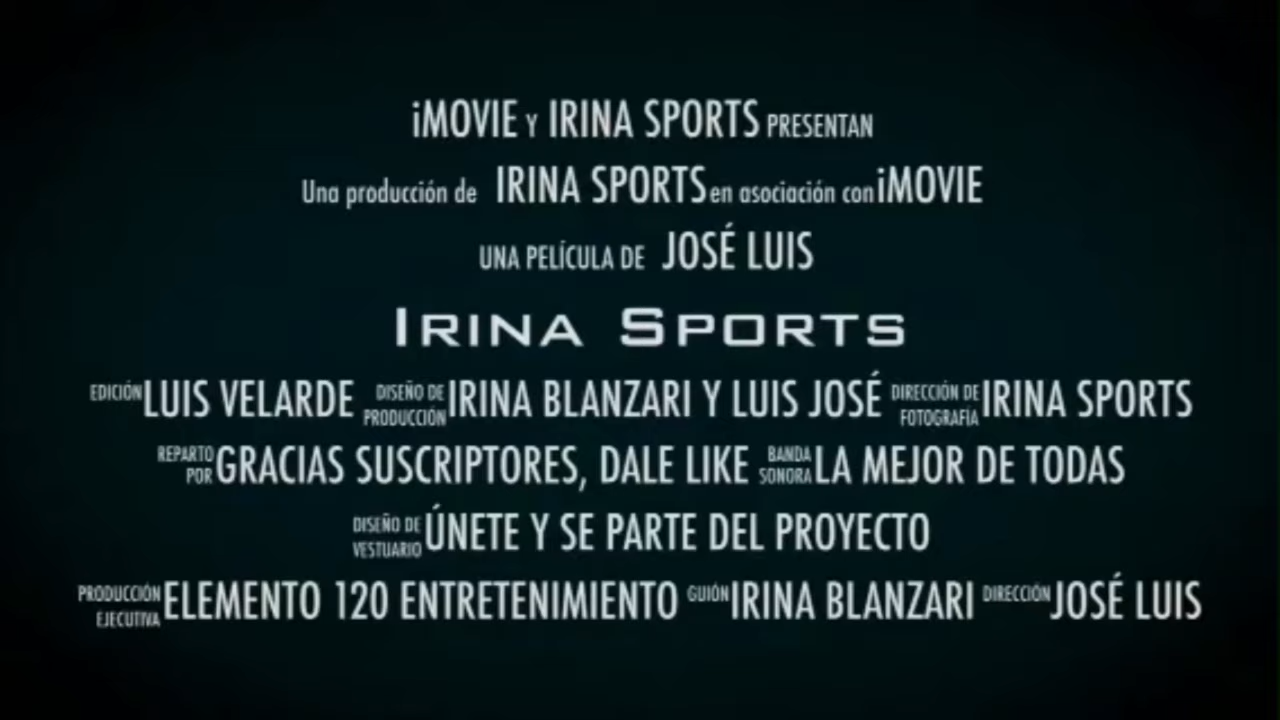 iMOVIE Y IRINA SPORTS PRESENTAN
Una producción de IRINA SPORTS en asociación con iMOVIE
UNA PELÍCULA DE JOSÉ LUIS
IRINA SPORTS
EDICIÓN LUIS VELARDE DISEÑO DE PRODUCCIÓN IRINA BLANZARI Y LUIS JOSÉ DIRECCIÓN DE FOTOGRAFÍA IRINA SPORTS
REPARTO POR GRACIAS SUSCRIPTORES, DALE LIKE BANDA SONORA LA MEJOR DE TODAS
DISEÑO DE VESTUARIO ÚNETE Y SE PARTE DEL PROYECTO
PRODUCCIÓN EJECUTIVA ELEMENTO 120 ENTRETENIMIENTO GUIÓN IRINA BLANZARI DIRECCIÓN JOSÉ LUIS